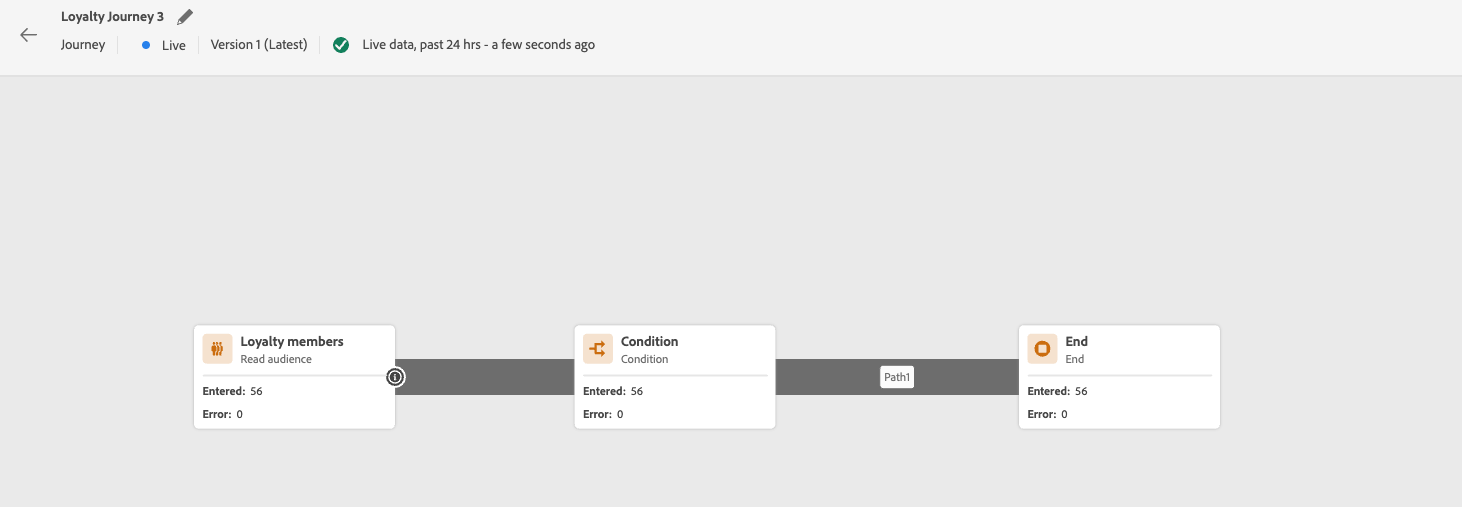 Loyalty Journey 3
Journey Live Version 1 (Latest) Live data, past 24 hrs - a few seconds ago
Loyalty members
Read audience
Entered: 56
Error: 0
Condition
Condition
Entered: 56
Error: 0
Path1
End
End
Entered: 56
Error: 0